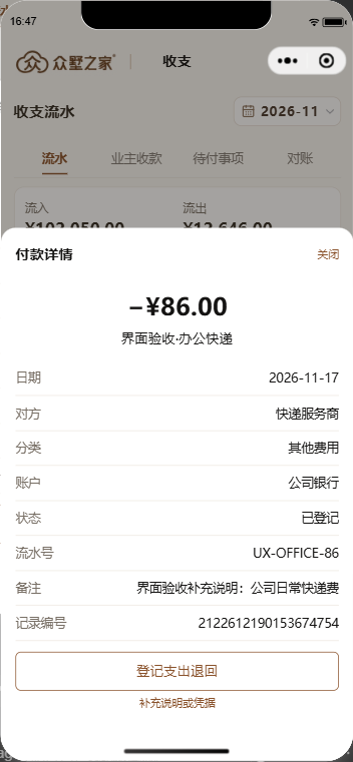 16:47
众墅之家
收支
收支流水
2026-11
流水 业主收款 待付事项 对账
流入 流出
¥102,050.00 ¥12,646.00
付款详情 关闭
-¥86.00
界面验收·办公快递
日期 2026-11-17
对方 快递服务商
分类 其他费用
账户 公司银行
状态 已登记
流水号 UX-OFFICE-86
备注 界面验收补充说明：公司日常快递费
记录编号 2122612190153674754
登记支出退回
补充说明或凭据